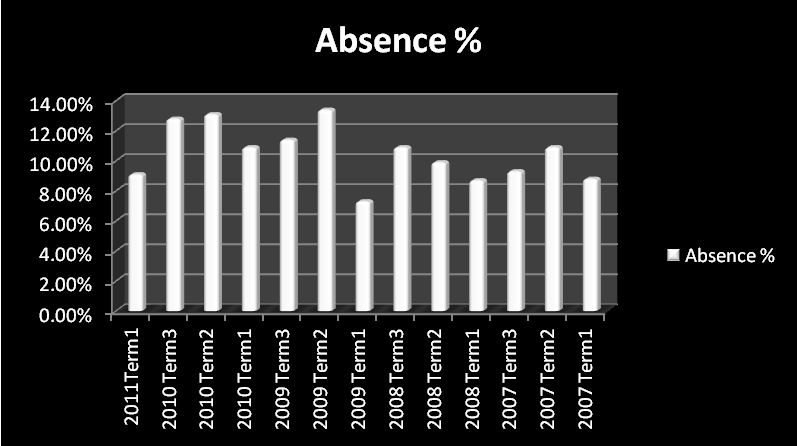 Absence %
14.00%
12.00%
10.00%
8.00%
6.00%
4.00%
2.00%
0.00%
2011Term1
2010 Term3
2010 Term2
2010 Term1
2009 Term3
2009 Term2
2009 Term1
2008 Term3
2008 Term2
2008 Term1
2007 Term3
2007 Term2
2007 Term1
Absence %